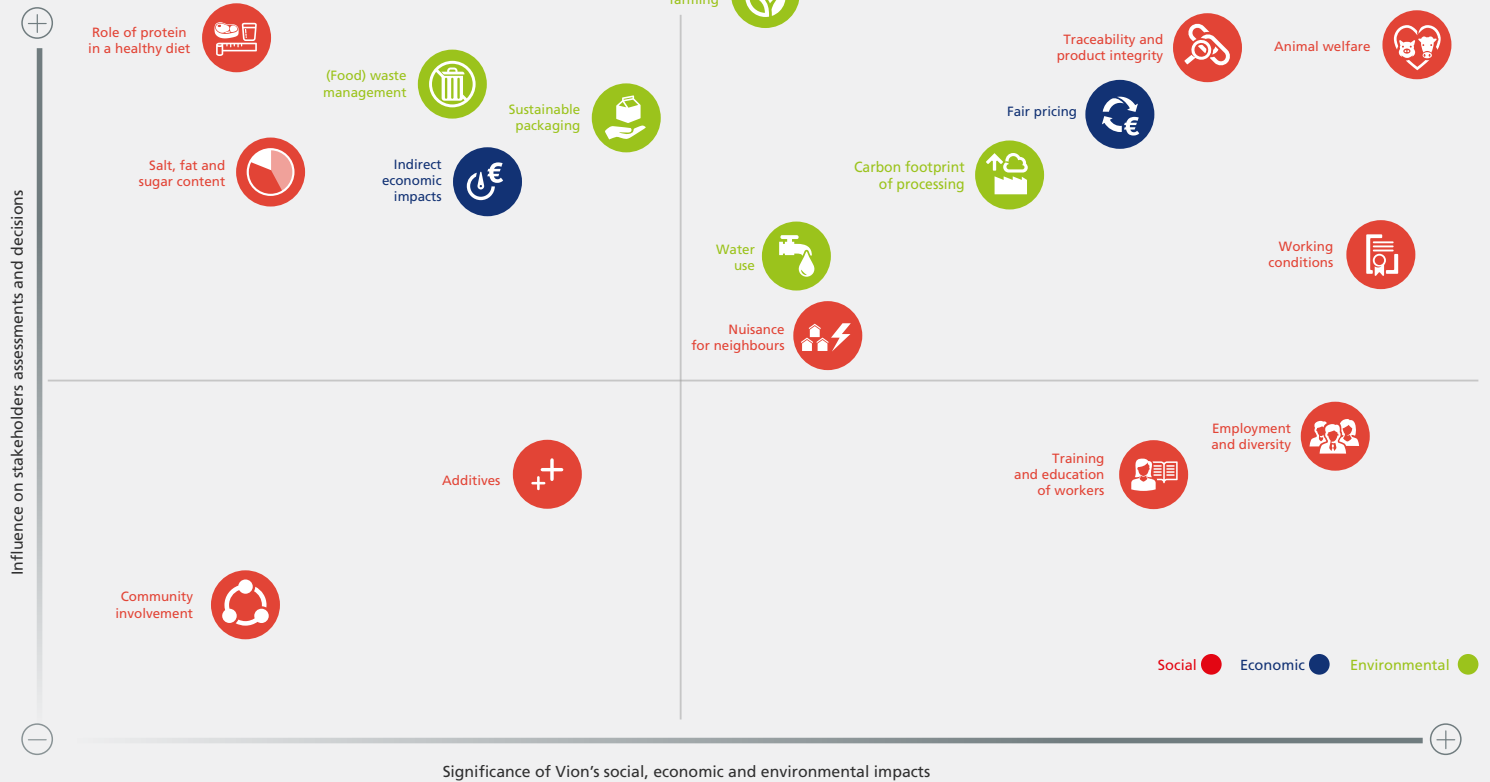 farming
Role of protein
in a healthy diet
(Food) waste
management
Sustainable
packaging
Traceability and
product integrity
Animal welfare
Fair pricing
Salt, fat and
sugar content
Indirect
economic
impacts
€
€
Carbon footprint
of processing
Water
use
Working
conditions
Nuisance
for neighbours
Influence on stakeholders assessments and decisions
Additives
Training
and education
of workers
Employment
and diversity
Community
involvement
Social
Economic
Environmental
Significance of Vion's social, economic and environmental impacts